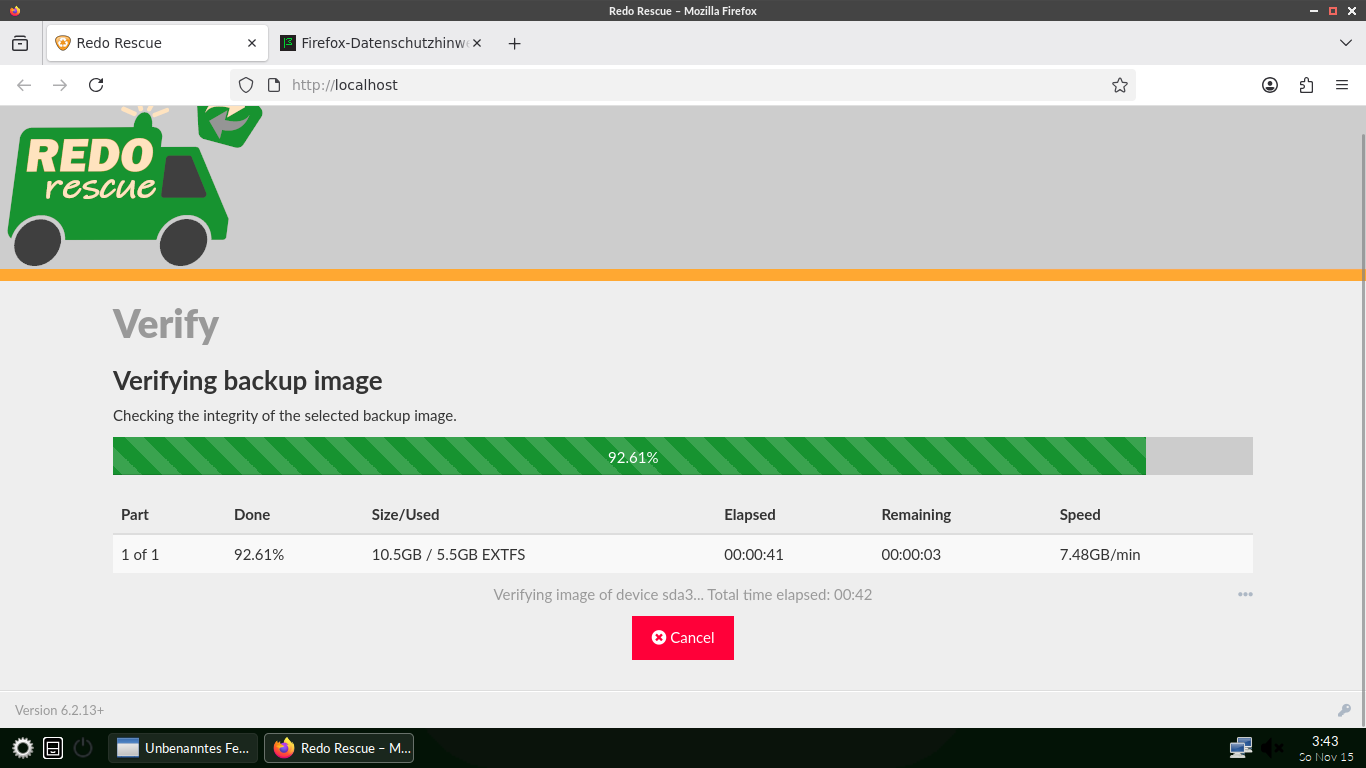 Redo Rescue – Mozilla Firefox
Redo Rescue
Firefox-Datenschutzhinw
http://localhost
REDO
rescue
Verify
Verifying backup image
Checking the integrity of the selected backup image.
92.61%
Part Done Size/Used Elapsed Remaining Speed
1 of 1 92.61% 10.5GB / 5.5GB EXTFS 00:00:41 00:00:03 7.48GB/min
Verifying image of device sda3... Total time elapsed: 00:42
Cancel
Version 6.2.13+
Unbenanntes Fe...
Redo Rescue – M...
3:43
So Nov 15